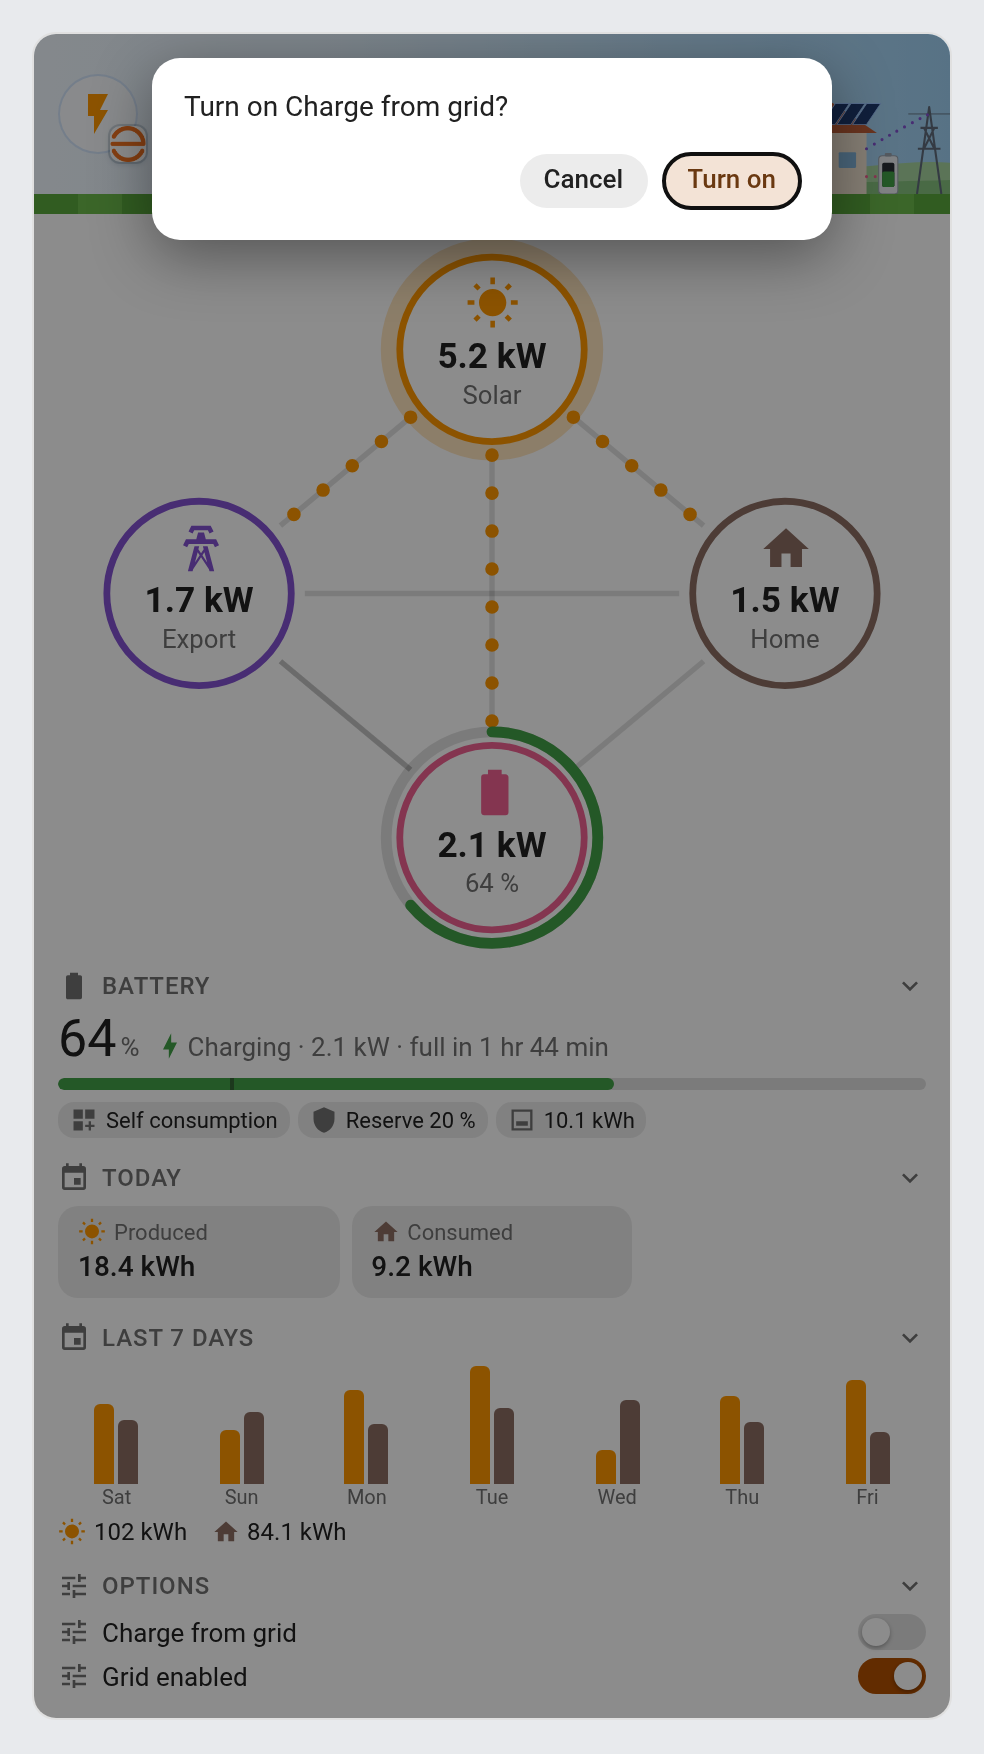 Turn on Charge from grid?
Cancel
Turn on
5.2 kW
Solar
1.7 kW
Export
1.5 kW
Home
2.1 kW
64 %
BATTERY
64 % Charging · 2.1 kW · full in 1 hr 44 min
Self consumption
Reserve 20 %
10.1 kWh
TODAY
Produced
18.4 kWh
Consumed
9.2 kWh
LAST 7 DAYS
Sat Sun Mon Tue Wed Thu Fri
102 kWh 84.1 kWh
OPTIONS
Charge from grid
Grid enabled